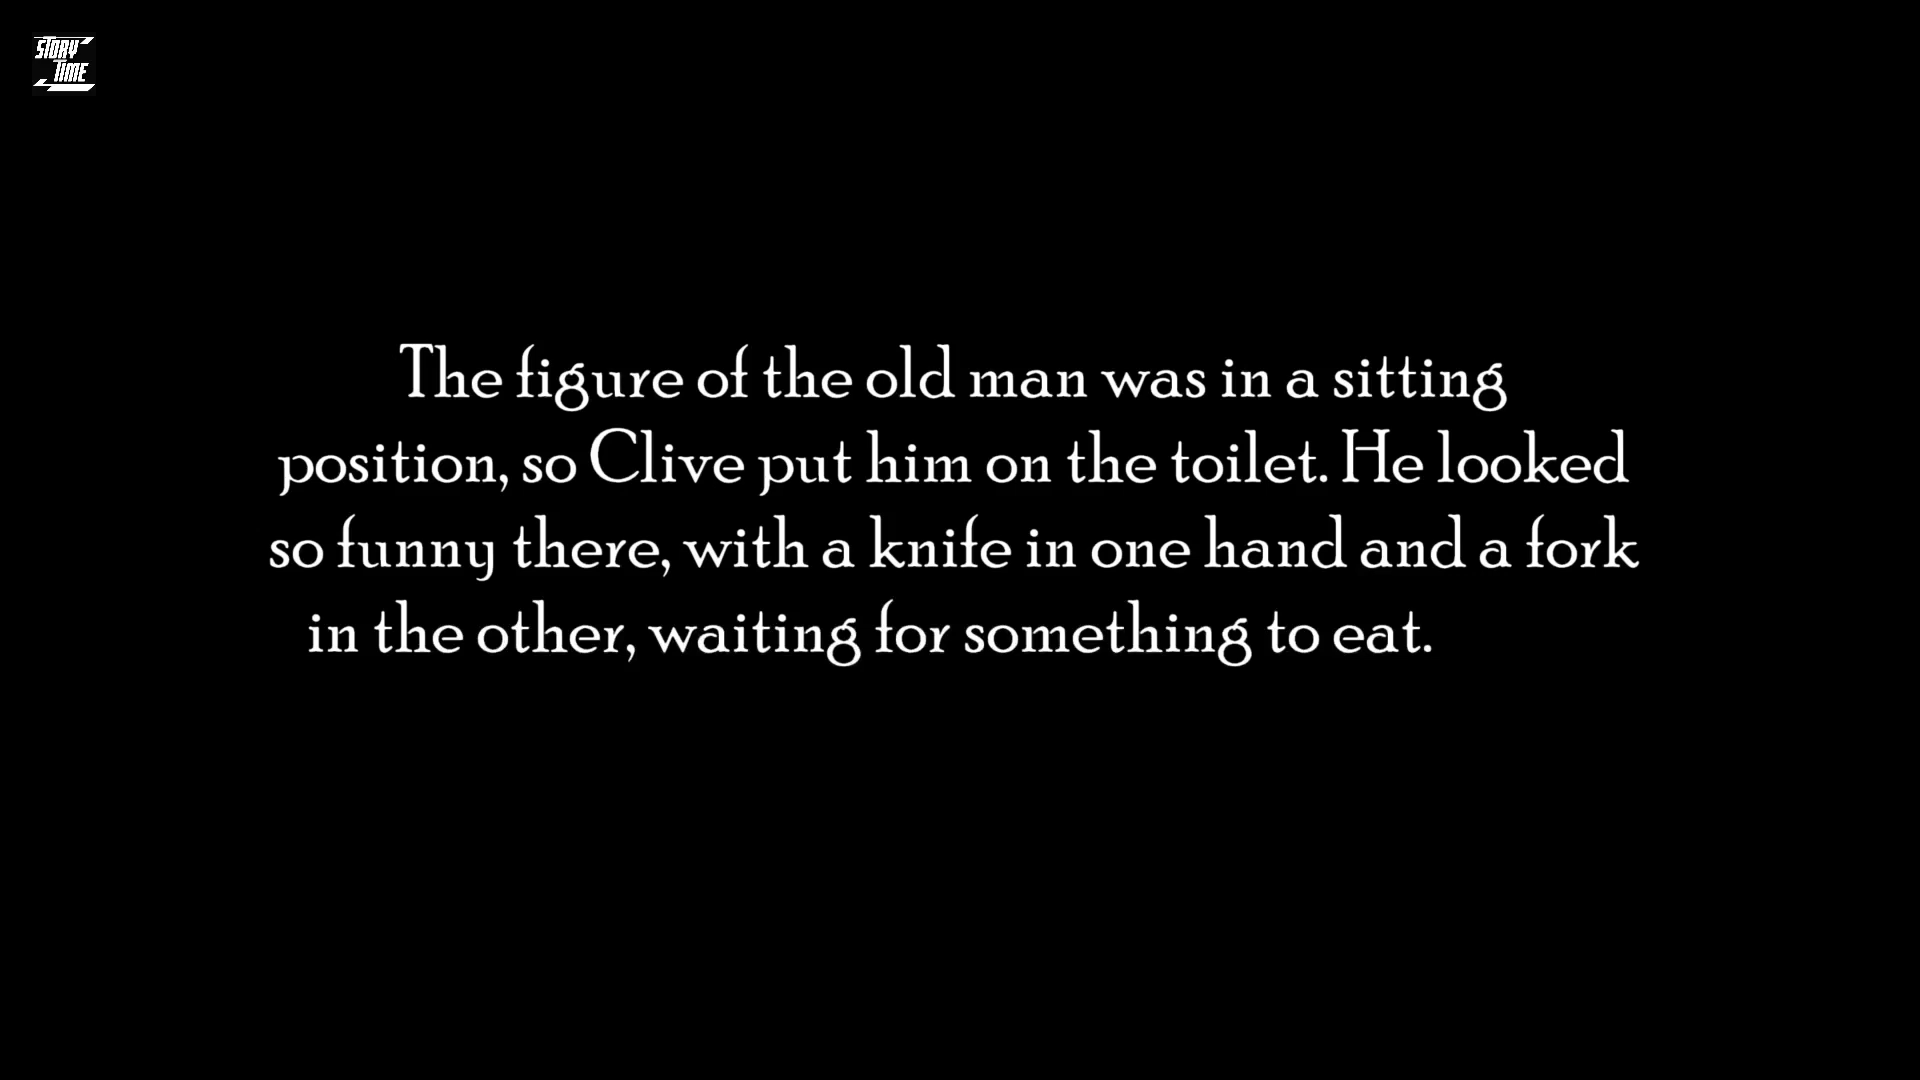 STORY
TIME
The figure of the old man was in a sitting
position, so Clive put him on the toilet. He looked
so funny there, with a knife in one hand and a fork
in the other, waiting for something to eat.